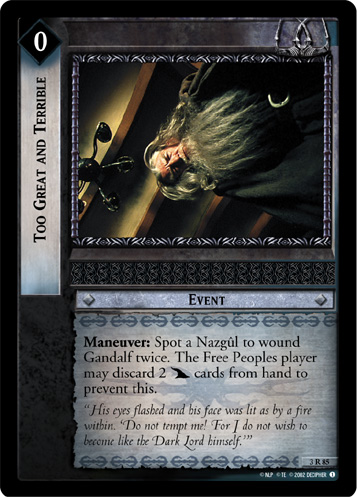 0
TOO GREAT AND TERRIBLE
EVENT
Maneuver: Spot a Nazgûl to wound
Gandalf twice. The Free Peoples player
may discard 2 cards from hand to
prevent this.
“His eyes flashed and his face was lit as by a fire
within. ‘Do not tempt me! For I do not wish to
become like the Dark Lord himself.’”
3 R 85
© NLP ™ © TE © 2002 DECIPHER